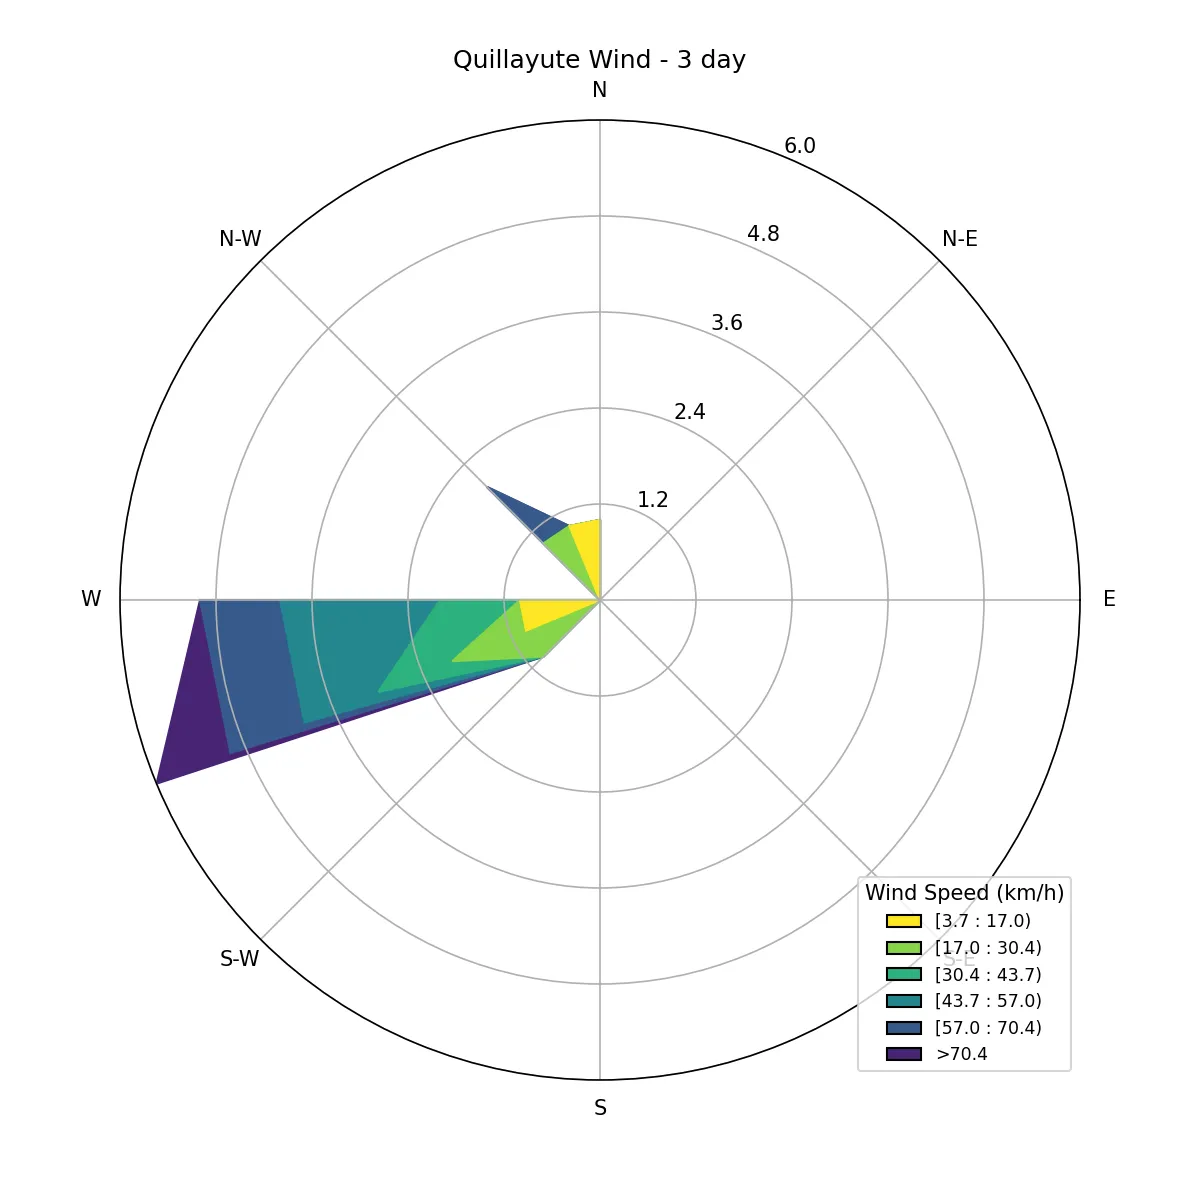 Quillayute Wind - 3 day
N
6.0
N-W
4.8
N-E
3.6
2.4
1.2
W
E
Wind Speed (km/h)
[3.7 : 17.0)
[17.0 : 30.4)
S-W
S-E
[30.4 : 43.7)
[43.7 : 57.0)
[57.0 : 70.4)
>70.4
S